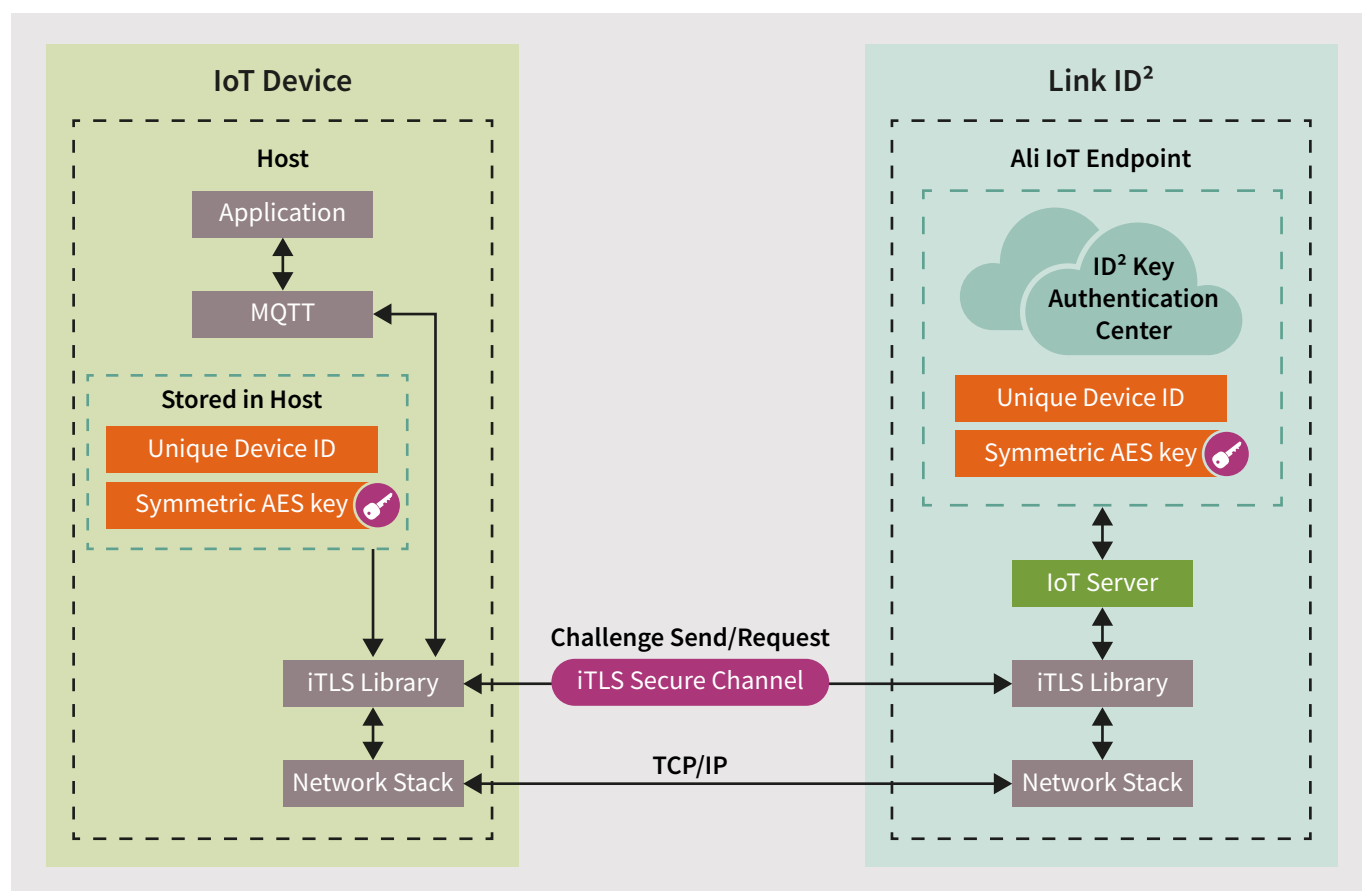 IoT Device
Host
Application
MQTT
Stored in Host
Unique Device ID
Symmetric AES key
iTLS Library
Network Stack
Challenge Send/Request
iTLS Secure Channel
TCP/IP
Link ID²
Ali IoT Endpoint
ID² Key
Authentication
Center
Unique Device ID
Symmetric AES key
IoT Server
iTLS Library
Network Stack